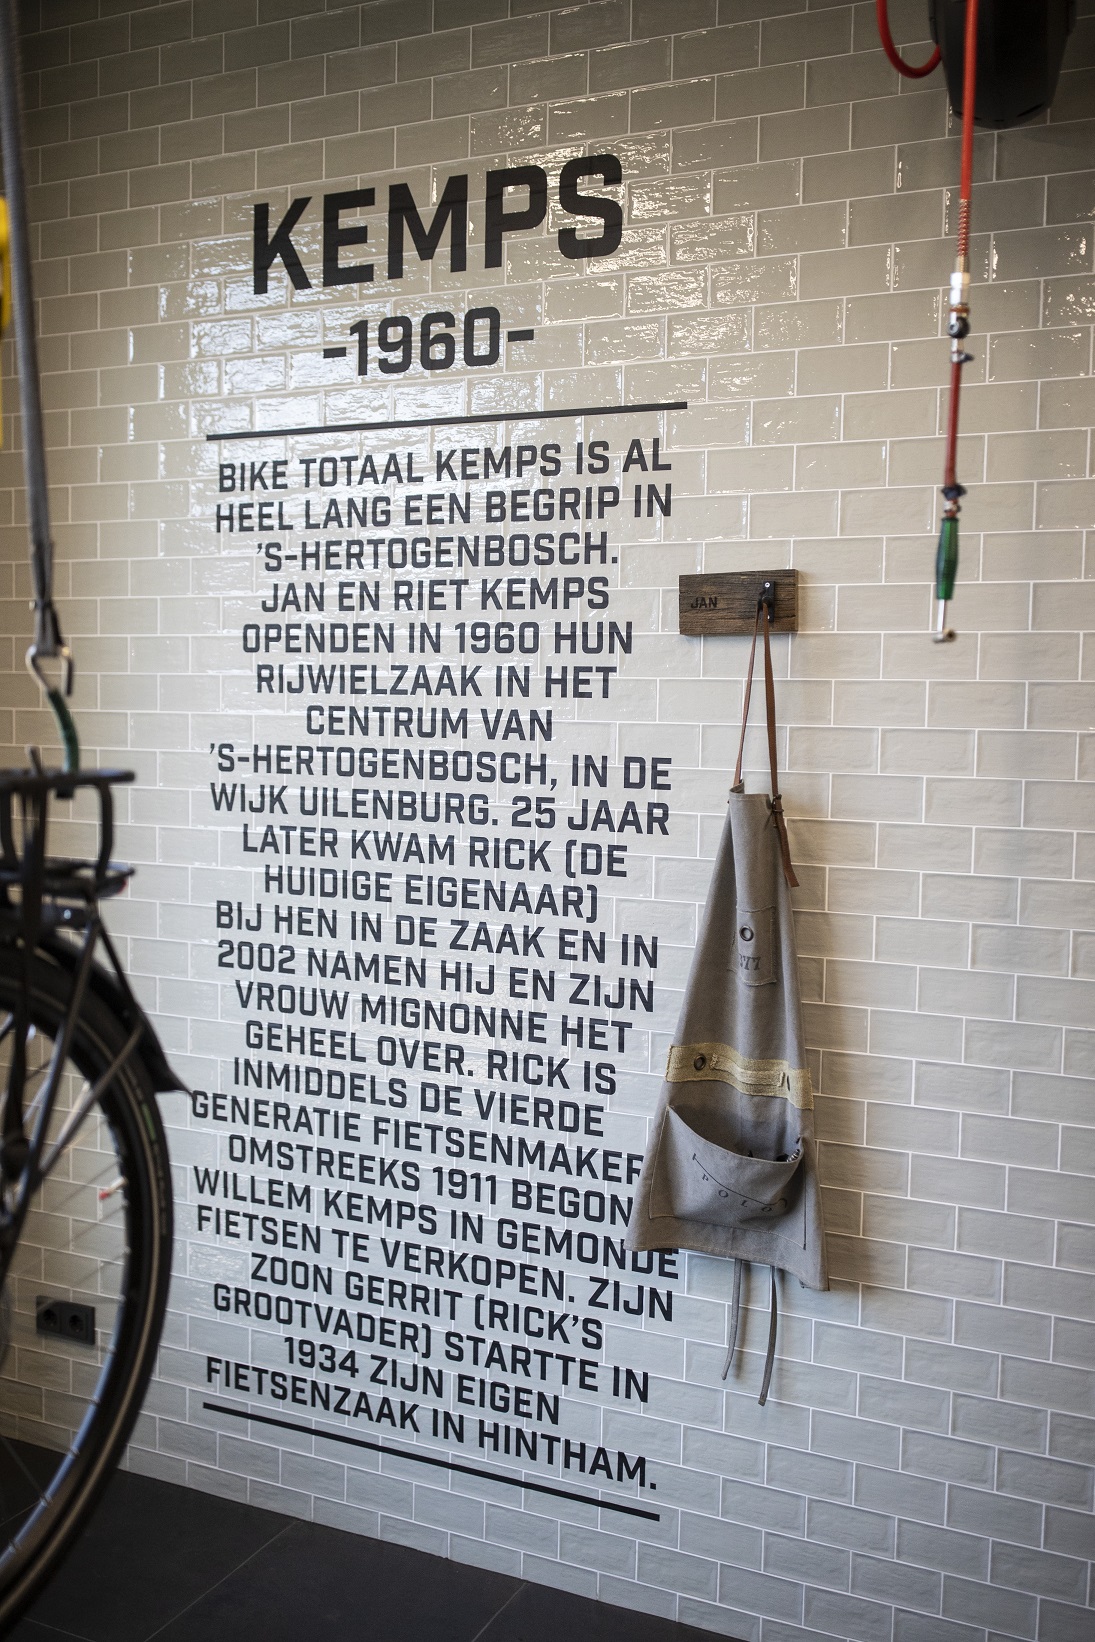 KEMPS
-1960-
BIKE TOTAAL KEMPS IS AL
HEEL LANG EEN BEGRIP IN
'S-HERTOGENBOSCH.
JAN EN RIET KEMPS
OPENDEN IN 1960 HUN
RIJWIELZAAK IN HET
CENTRUM VAN
'S-HERTOGENBOSCH, IN DE
WIJK UILENBURG. 25 JAAR
LATER KWAM RICK (DE
HUIDIGE EIGENAAR)
BIJ HEN IN DE ZAAK EN IN
2002 NAMEN HIJ EN ZIJN
VROUW MIGNONNE HET
GEHEEL OVER. RICK IS
INMIDDELS DE VIERDE
GENERATIE FIETSENMAKER
OMSTREEKS 1911 BEGON
WILLEM KEMPS IN GEMONDE
FIETSEN TE VERKOPEN. ZIJN
ZOON GERRIT (RICK'S
GROOTVADER) STARTTE IN
1934 ZIJN EIGEN
FIETSENZAAK IN HINTHAM.
JAN